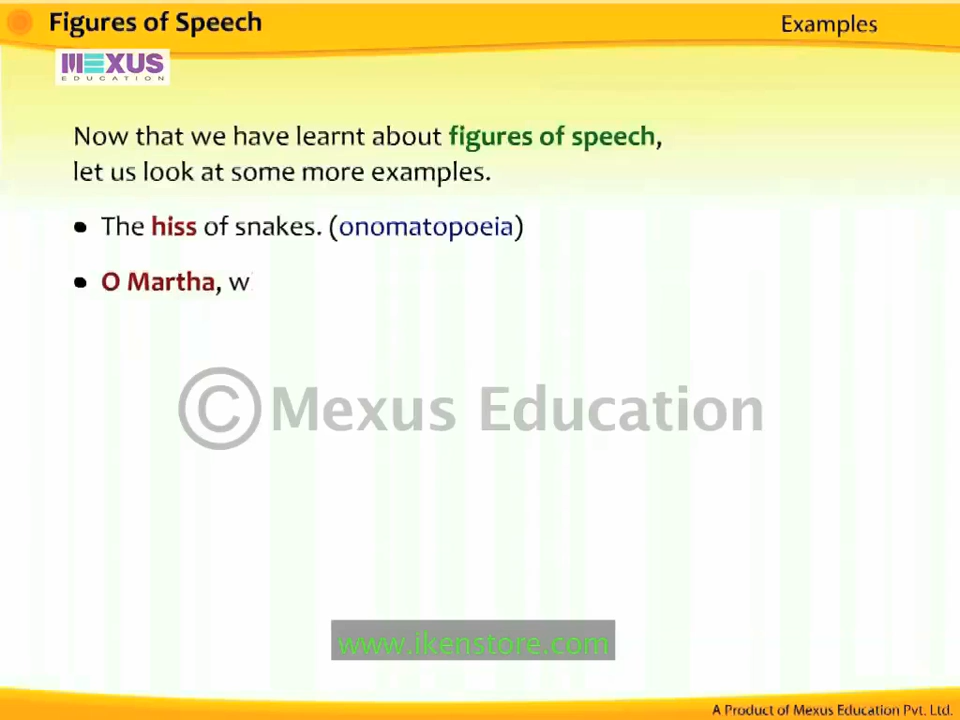 Figures of Speech
Examples
MEXUS
EDUCATION
Now that we have learnt about figures of speech,
let us look at some more examples.
• The hiss of snakes. (onomatopoeia)
• O Martha, w
© Mexus Education
www.ikenstore.com
A Product of Mexus Education Pvt. Ltd.